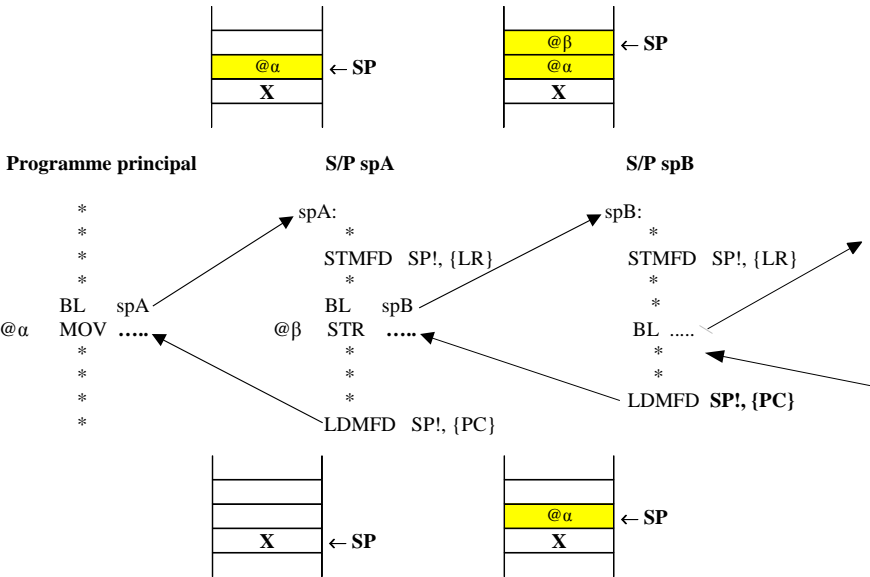 @β ← SP
@α ← SP @α
X X
Programme principal S/P spA S/P spB
* spA: spB:
* * *
* STMFD SP!, {LR} STMFD SP!, {LR}
* * *
BL spA BL spB *
@α MOV ..... @β STR ..... BL .....
* * *
* * *
* * LDMFD SP!, {PC}
* LDMFD SP!, {PC}
@α ← SP
X ← SP X